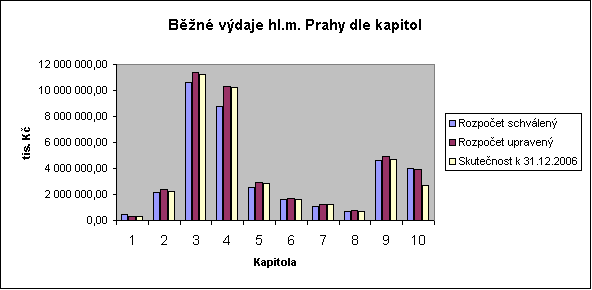 Běžné výdaje hl.m. Prahy dle kapitol
12 000 000,00
10 000 000,00
8 000 000,00
6 000 000,00
4 000 000,00
2 000 000,00
0,00
tis. Kč
1 2 3 4 5 6 7 8 9 10
Kapitola
Rozpočet schválený
Rozpočet upravený
Skutečnost k 31.12.2006